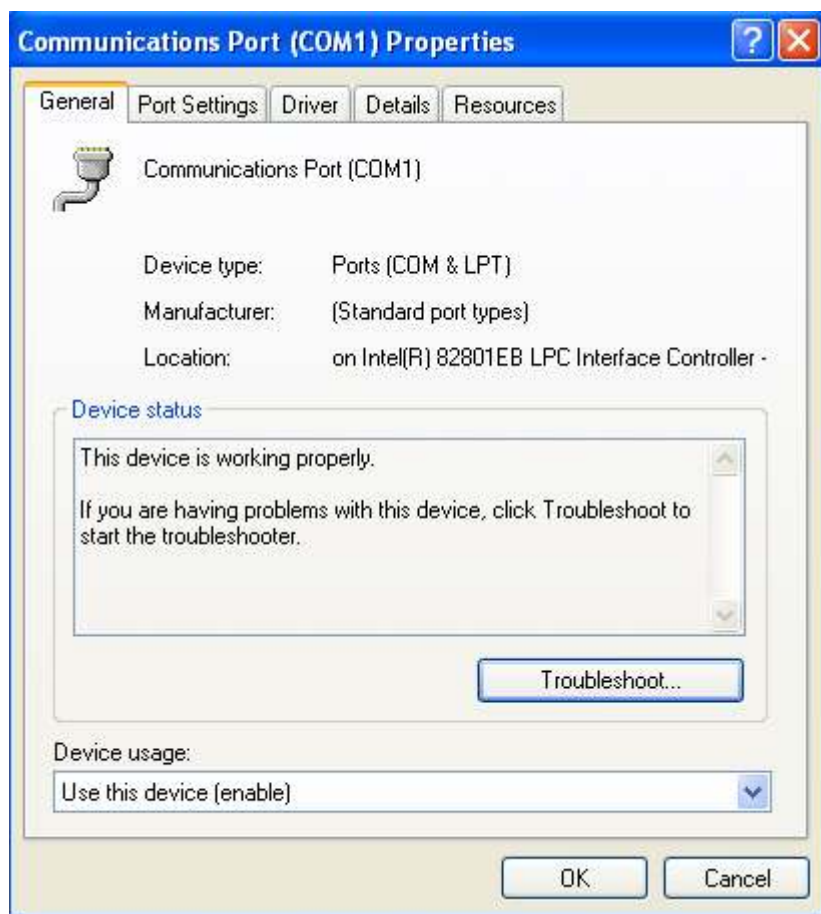 Communications Port (COM1) Properties
?
General Port Settings Driver Details Resources
Communications Port (COM1)
Device type: Ports (COM & LPT)
Manufacturer: (Standard port types)
Location: on Intel(R) 82801EB LPC Interface Controller -
Device status
This device is working properly.
If you are having problems with this device, click Troubleshoot to
start the troubleshooter.
Troubleshoot...
Device usage:
Use this device (enable)
OK Cancel